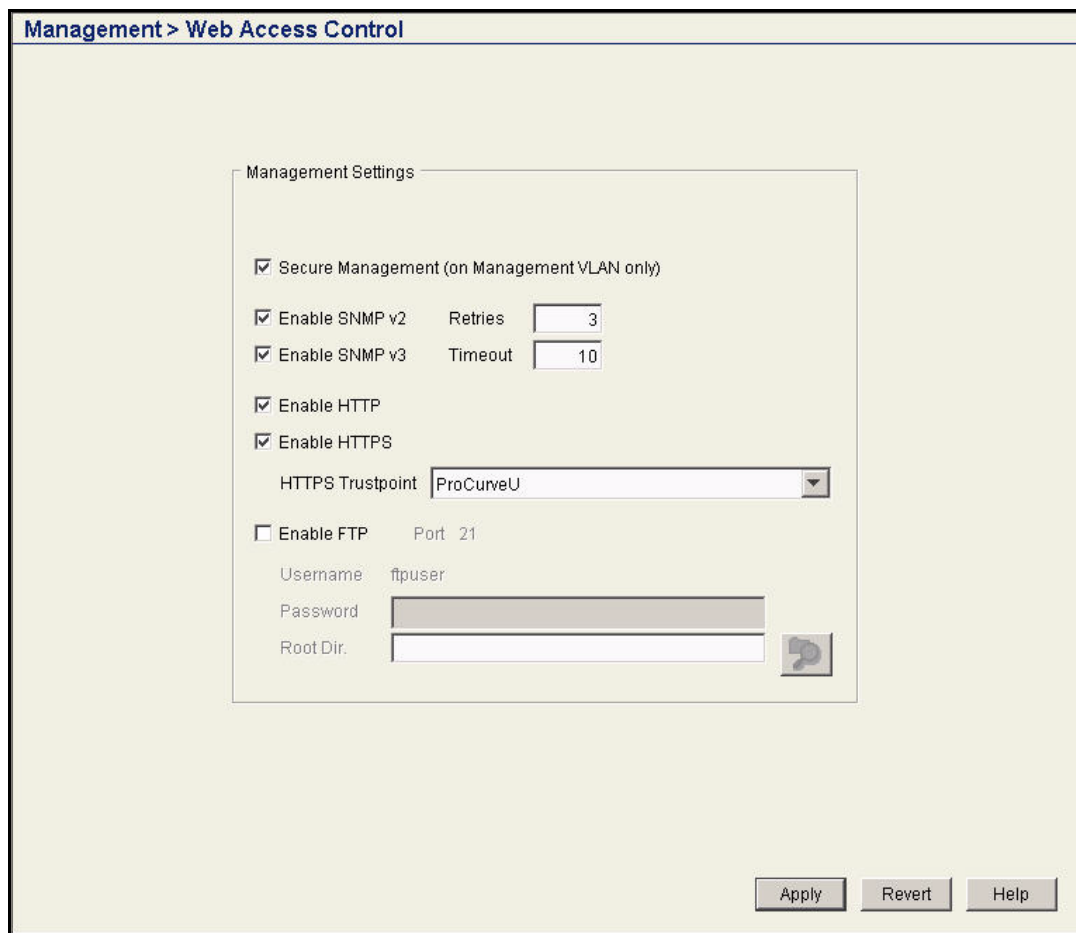 Management > Web Access Control
Management Settings
Secure Management (on Management VLAN only)
Enable SNMP v2 Retries 3
Enable SNMP v3 Timeout 10
Enable HTTP
Enable HTTPS
HTTPS Trustpoint ProCurveU
Enable FTP Port 21
Username ftpuser
Password
Root Dir.
Apply Revert Help